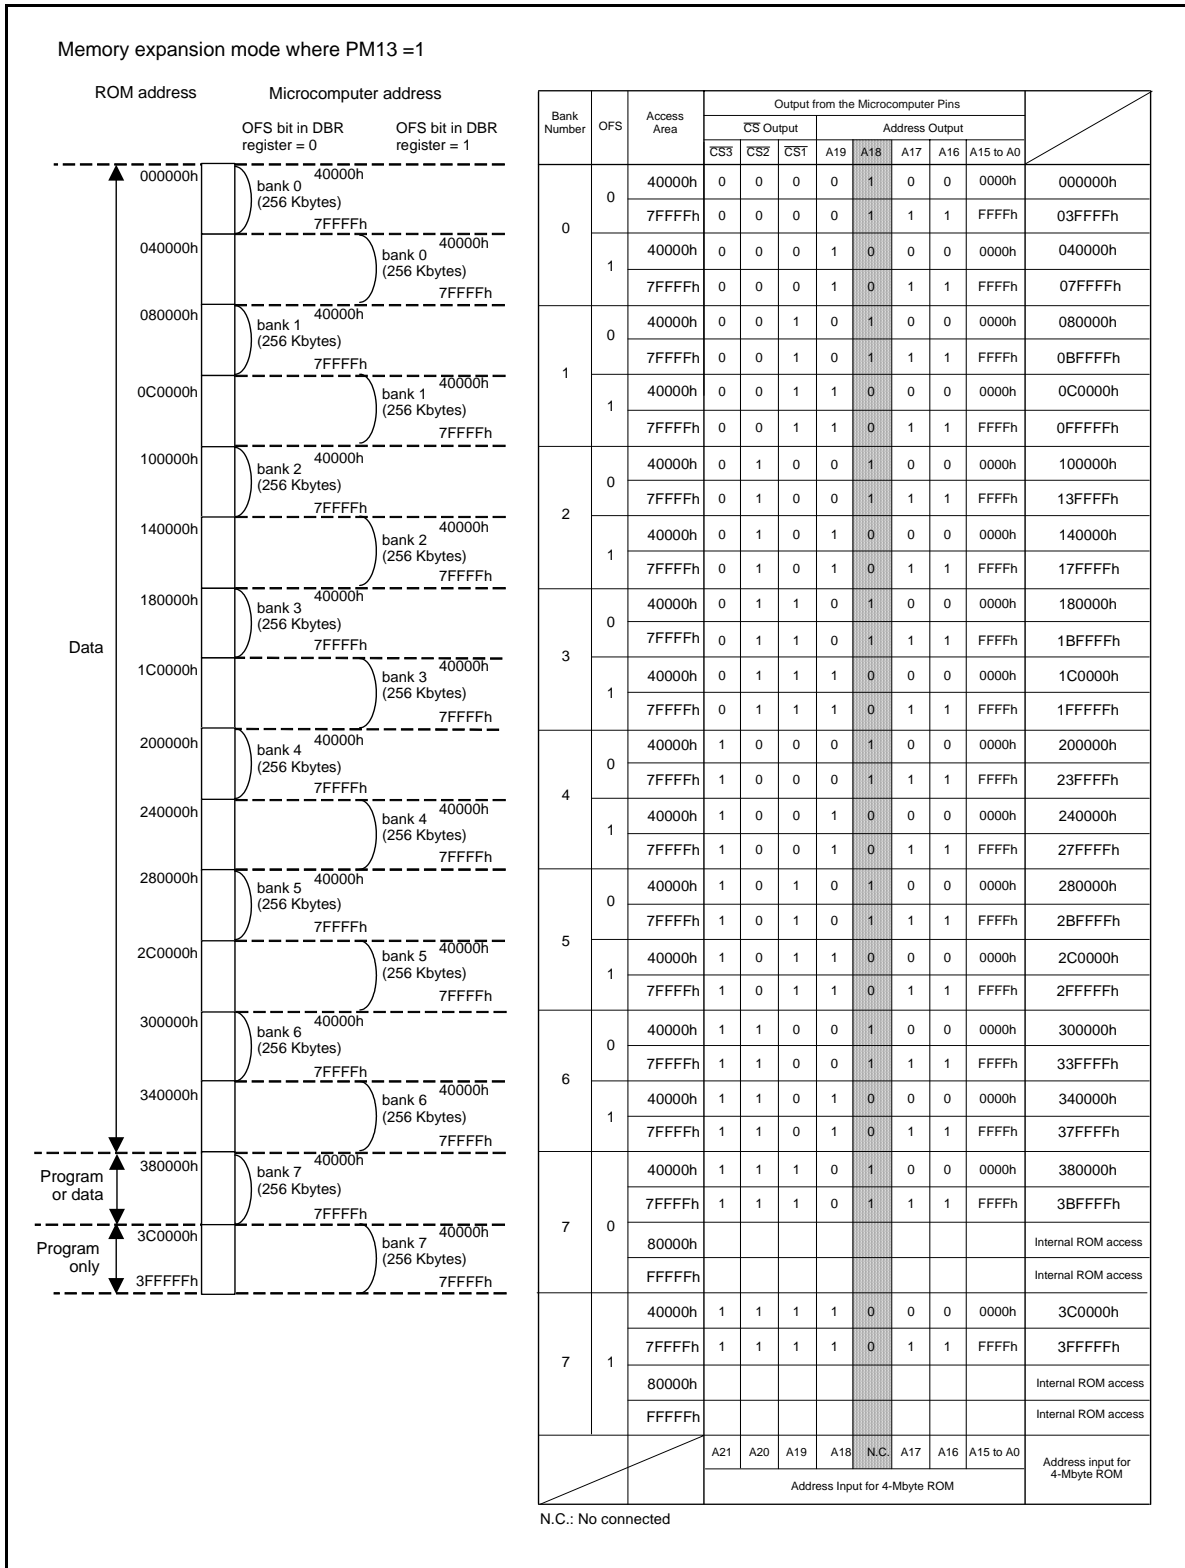 Memory expansion mode where PM13 =1
ROM address
Microcomputer address
OFS bit in DBR
register = 0
OFS bit in DBR
register = 1
000000h
40000h
bank 0
(256 Kbytes)
7FFFFh
040000h
40000h
bank 0
(256 Kbytes)
7FFFFh
080000h
40000h
bank 1
(256 Kbytes)
7FFFFh
0C0000h
40000h
bank 1
(256 Kbytes)
7FFFFh
100000h
40000h
bank 2
(256 Kbytes)
7FFFFh
140000h
40000h
bank 2
(256 Kbytes)
7FFFFh
180000h
40000h
bank 3
(256 Kbytes)
7FFFFh
Data
1C0000h
40000h
bank 3
(256 Kbytes)
7FFFFh
200000h
40000h
bank 4
(256 Kbytes)
7FFFFh
240000h
40000h
bank 4
(256 Kbytes)
7FFFFh
280000h
40000h
bank 5
(256 Kbytes)
7FFFFh
2C0000h
40000h
bank 5
(256 Kbytes)
7FFFFh
300000h
40000h
bank 6
(256 Kbytes)
7FFFFh
340000h
40000h
bank 6
(256 Kbytes)
7FFFFh
Program
or data
380000h
40000h
bank 7
(256 Kbytes)
7FFFFh
Program
only
3C0000h
40000h
bank 7
(256 Kbytes)
3FFFFFh
7FFFFh
Bank
Number
OFS
Access
Area
Output from the Microcomputer Pins
CS Output
Address Output
CS3 CS2 CS1 A19 A18 A17 A16 A15 to A0
0 0 40000h 0 0 0 0 1 0 0 0000h 000000h
7FFFFh 0 0 0 0 1 1 1 FFFFh 03FFFFh
1 40000h 0 0 0 1 0 0 0 0000h 040000h
7FFFFh 0 0 0 1 0 1 1 FFFFh 07FFFFh
1 0 40000h 0 0 1 0 1 0 0 0000h 080000h
7FFFFh 0 0 1 0 1 1 1 FFFFh 0BFFFFh
1 40000h 0 0 1 1 0 0 0 0000h 0C0000h
7FFFFh 0 0 1 1 0 1 1 FFFFh 0FFFFFh
2 0 40000h 0 1 0 0 1 0 0 0000h 100000h
7FFFFh 0 1 0 0 1 1 1 FFFFh 13FFFFh
1 40000h 0 1 0 1 0 0 0 0000h 140000h
7FFFFh 0 1 0 1 0 1 1 FFFFh 17FFFFh
3 0 40000h 0 1 1 0 1 0 0 0000h 180000h
7FFFFh 0 1 1 0 1 1 1 FFFFh 1BFFFFh
1 40000h 0 1 1 1 0 0 0 0000h 1C0000h
7FFFFh 0 1 1 1 0 1 1 FFFFh 1FFFFFh
4 0 40000h 1 0 0 0 1 0 0 0000h 200000h
7FFFFh 1 0 0 0 1 1 1 FFFFh 23FFFFh
1 40000h 1 0 0 1 0 0 0 0000h 240000h
7FFFFh 1 0 0 1 0 1 1 FFFFh 27FFFFh
5 0 40000h 1 0 1 0 1 0 0 0000h 280000h
7FFFFh 1 0 1 0 1 1 1 FFFFh 2BFFFFh
1 40000h 1 0 1 1 0 0 0 0000h 2C0000h
7FFFFh 1 0 1 1 0 1 1 FFFFh 2FFFFFh
6 0 40000h 1 1 0 0 1 0 0 0000h 300000h
7FFFFh 1 1 0 0 1 1 1 FFFFh 33FFFFh
1 40000h 1 1 0 1 0 0 0 0000h 340000h
7FFFFh 1 1 0 1 0 1 1 FFFFh 37FFFFh
7 0 40000h 1 1 1 0 1 0 0 0000h 380000h
7FFFFh 1 1 1 0 1 1 1 FFFFh 3BFFFFh
80000h Internal ROM access
FFFFFh Internal ROM access
7 1 40000h 1 1 1 1 0 0 0 0000h 3C0000h
7FFFFh 1 1 1 1 0 1 1 FFFFh 3FFFFFh
80000h Internal ROM access
FFFFFh Internal ROM access
A21 A20 A19 A18 N.C. A17 A16 A15 to A0
Address Input for 4-Mbyte ROM
Address input for
4-Mbyte ROM
N.C.: No connected